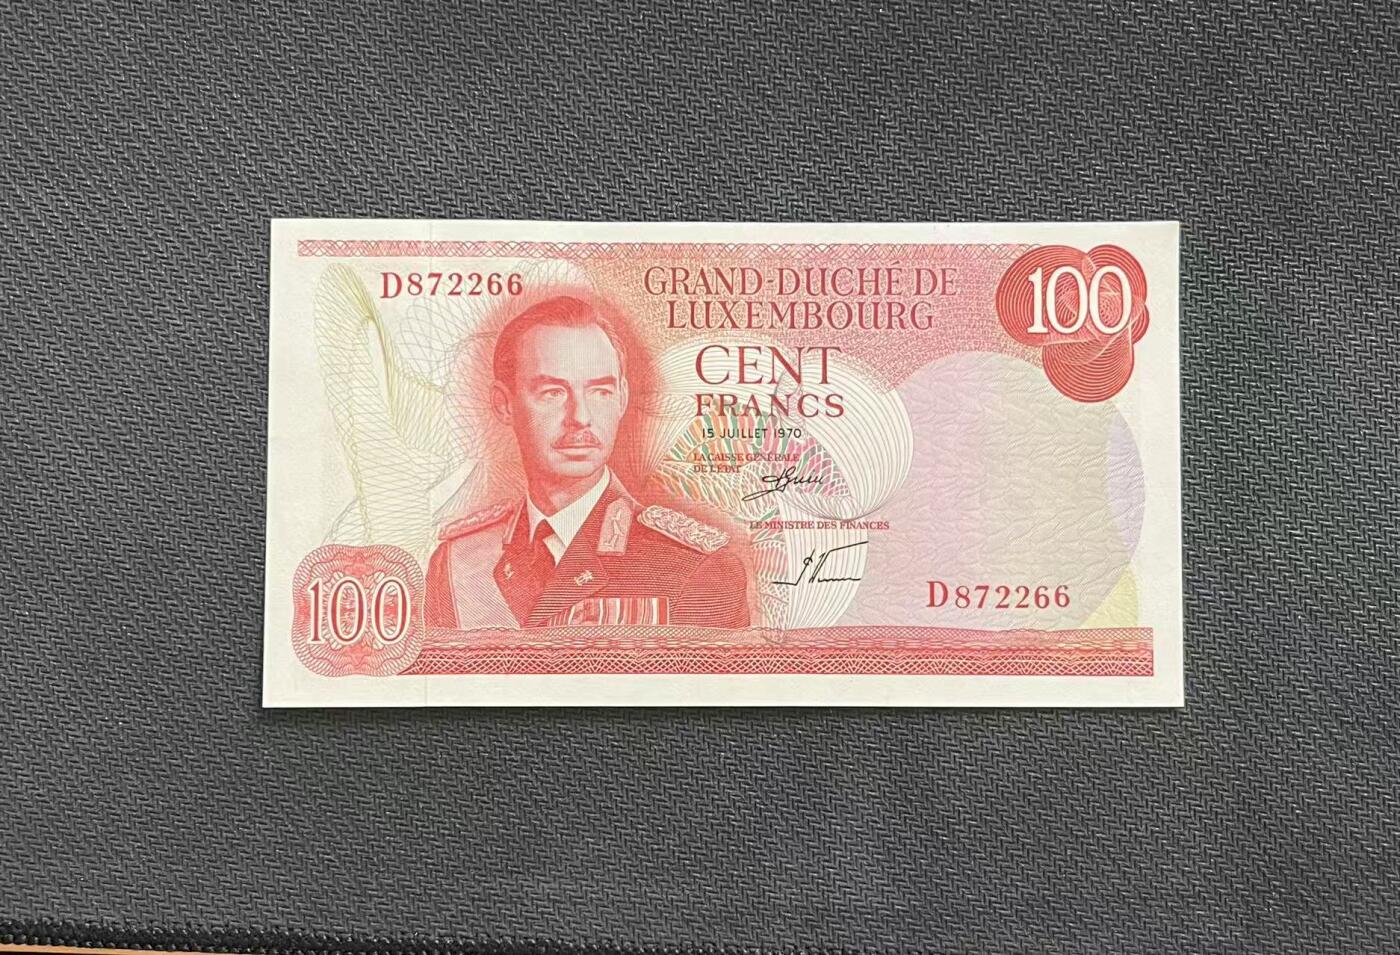 D872266
GRAND-DUCHÉ DE
LUXEMBOURG
100
CENT
FRANCS
15 JUILLET 1970
LA CAISSE GÉNÉRALE
DE L'ÉTAT
LE MINISTRE DES FINANCES
100
D872266